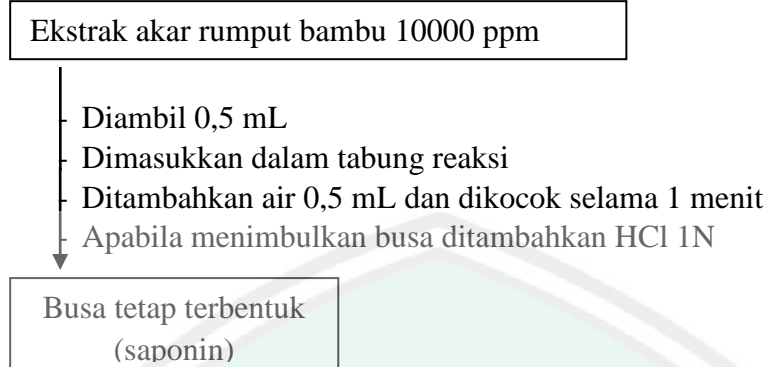 Ekstrak akar rumput bambu 10000 ppm
- Diambil 0,5 mL
- Dimasukkan dalam tabung reaksi
- Ditambahkan air 0,5 mL dan dikocok selama 1 menit
- Apabila menimbulkan busa ditambahkan HCl 1N
Busa tetap terbentuk
(saponin)